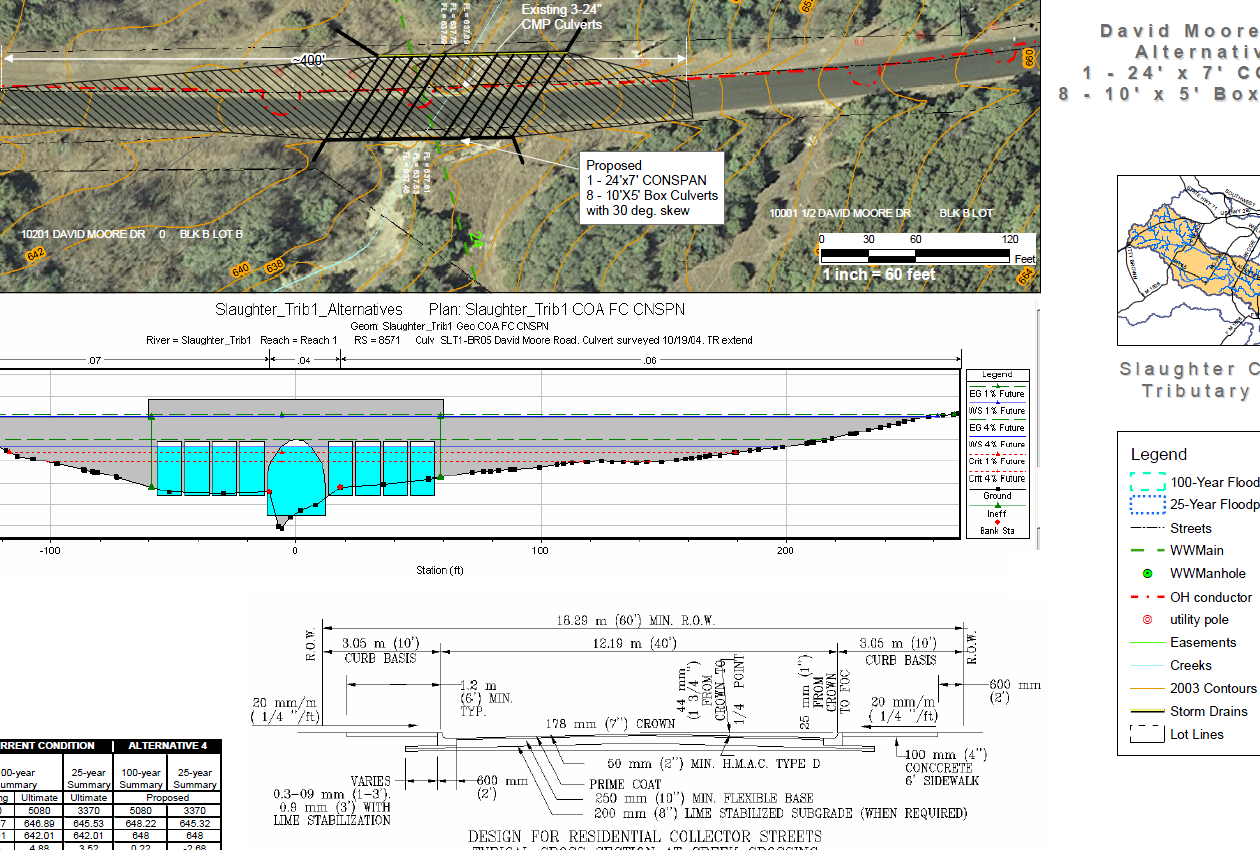 Existing 3-24"
CMP Culverts
~400'
Proposed
1 - 24'x7' CONSPAN
8 - 10'X5' Box Culverts
with 30 deg. skew
10201 DAVID MOORE DR 0 BLK B LOT B
10001 1/2 DAVID MOORE DR BLK B LOT
642
640
638
660
664
0 30 60 120
Feet
1 inch = 60 feet
David Moore
1 - 24' x 7' CO
8 - 10' x 5' Box
Slaughter C
Tributary
Slaughter_Trib1_Alternatives Plan: Slaughter_Trib1 COA FC CNSPN
Geom: Slaughter_Trib1 Geo COA FC CNSPN
River = Slaughter_Trib1 Reach = Reach 1 RS = 8571 Culv SLT1-BR05 David Moore Road. Culvert surveyed 10/19/04. TR extend
.07 .04 .06
Legend
EG 1% Future
WS 1% Future
EG 4% Future
WS 4% Future
Crit 1% Future
Crit 4% Future
Ground
Ineff
Bank Sta
-100 0 100 200
Station (ft)
Legend
100-Year Flood
25-Year Floodp
Streets
WWMain
WWManhole
OH conductor
utility pole
Easements
Creeks
2003 Contours
Storm Drains
Lot Lines
18.29 m (60') MIN. R.O.W.
R.O.W.
3.05 m (10')
CURB BASIS
12.19 m (40')
3.05 m (10')
CURB BASIS
R.O.W.
1.2 m
(6') MIN.
TYP.
44 mm
(1 3/4 ")
FROM
CROWN TO
1/4 POINT
25 mm (1")
FROM
CROWN
TO FOC
20 mm/m
( 1/4 "/ft)
20 mm/m
( 1/4 "/ft)
600 mm
(2')
178 mm (7") CROWN
50 mm (2") MIN. H.M.A.C. TYPE D
PRIME COAT
250 mm (10") MIN. FLEXIBLE BASE
200 mm (8") LIME STABILIZED SUBGRADE (WHEN REQUIRED)
100 mm (4")
CONCCRETE
6' SIDEWALK
VARIES
0.3-09 mm (1-3').
0.9 mm (3') WITH
LIME STABILIZATION
600 mm
(2')
DESIGN FOR RESIDENTIAL COLLECTOR STREETS
TYPICAL CROSS SECTION AT CREEK CROSSING
RRENT CONDITION ALTERNATIVE 4
00-year 25-year 100-year 25-year
ummary Summary Summary Summary
Ultimate Ultimate Proposed
5080 3370 5080 3370
646.89 645.53 648.22 645.32
642.01 642.01 648 648
4.88 3.52 0.22 -2.68